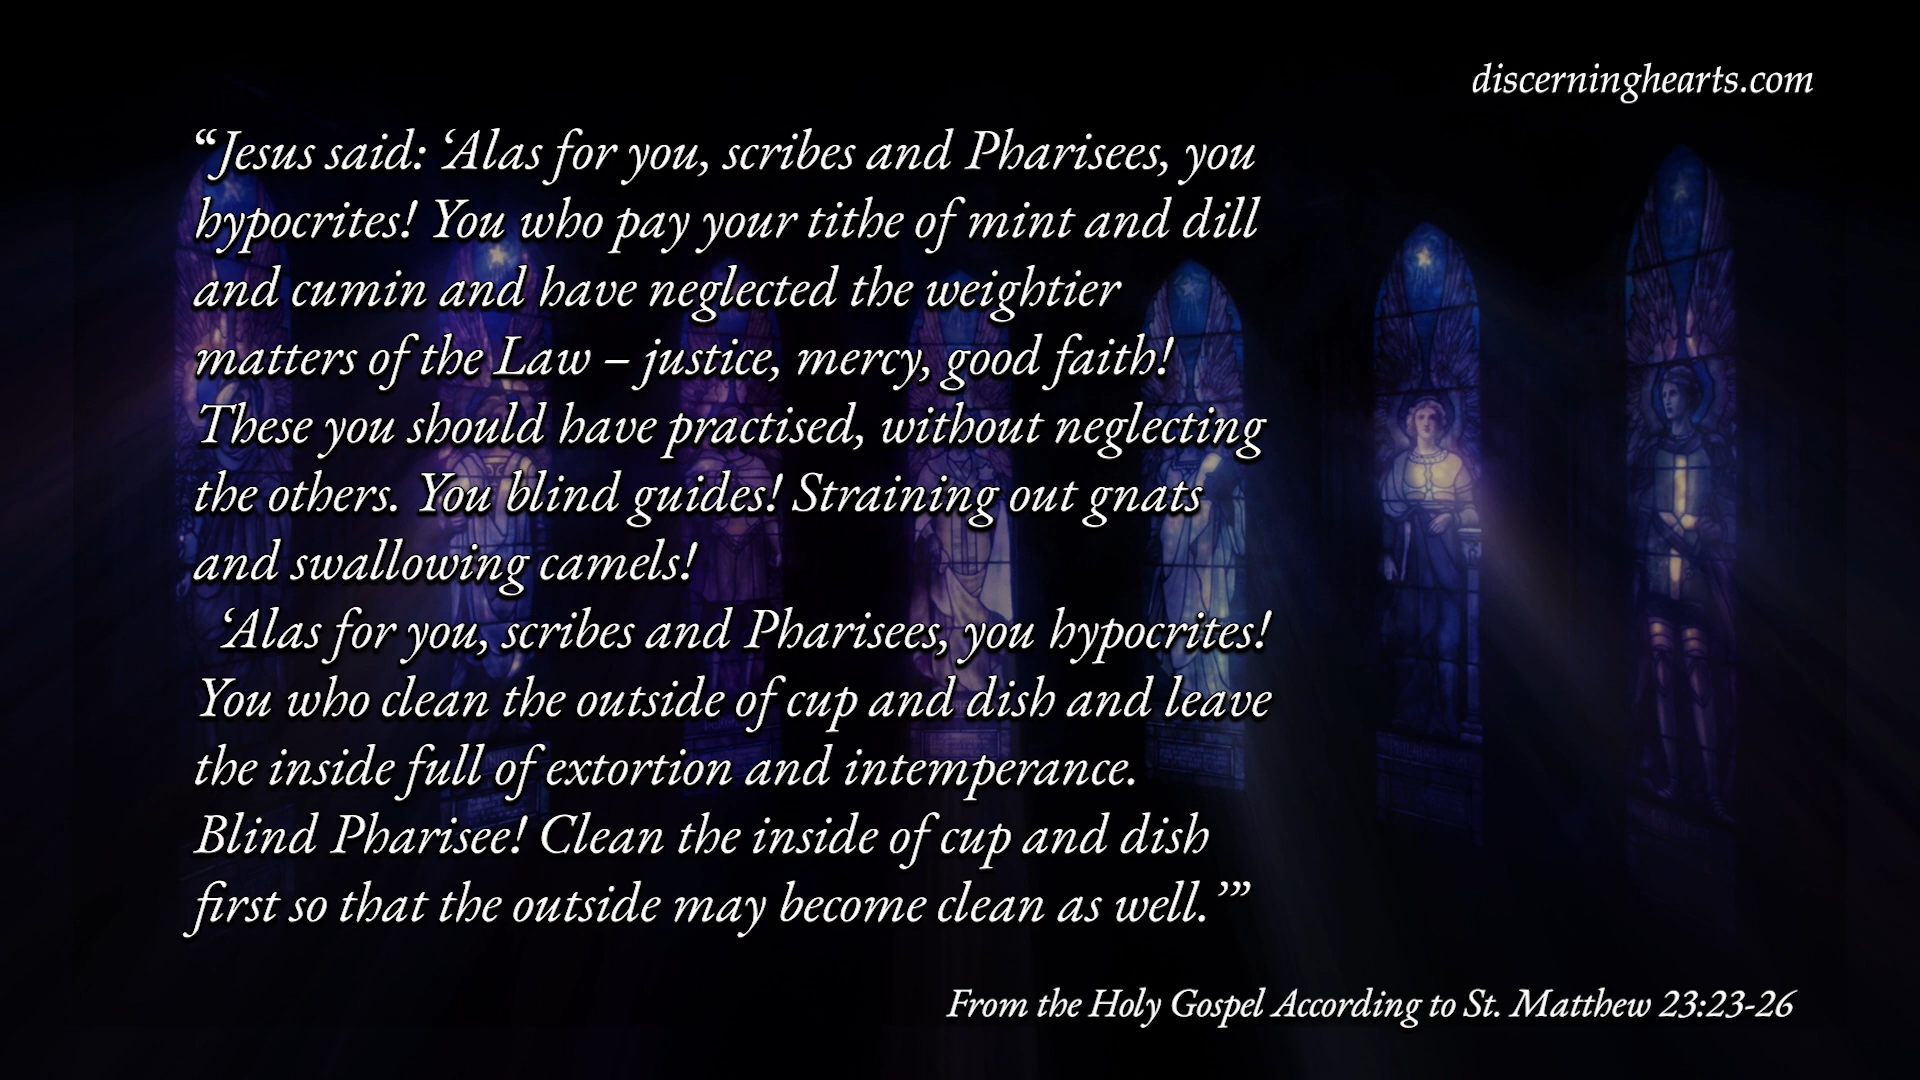 discerninghearts.com
“Jesus said: ‘Alas for you, scribes and Pharisees, you
hypocrites! You who pay your tithe of mint and dill
and cumin and have neglected the weightier
matters of the Law – justice, mercy, good faith!
These you should have practised, without neglecting
the others. You blind guides! Straining out gnats
and swallowing camels!
‘Alas for you, scribes and Pharisees, you hypocrites!
You who clean the outside of cup and dish and leave
the inside full of extortion and intemperance.
Blind Pharisee! Clean the inside of cup and dish
first so that the outside may become clean as well.’”
From the Holy Gospel According to St. Matthew 23:23-26